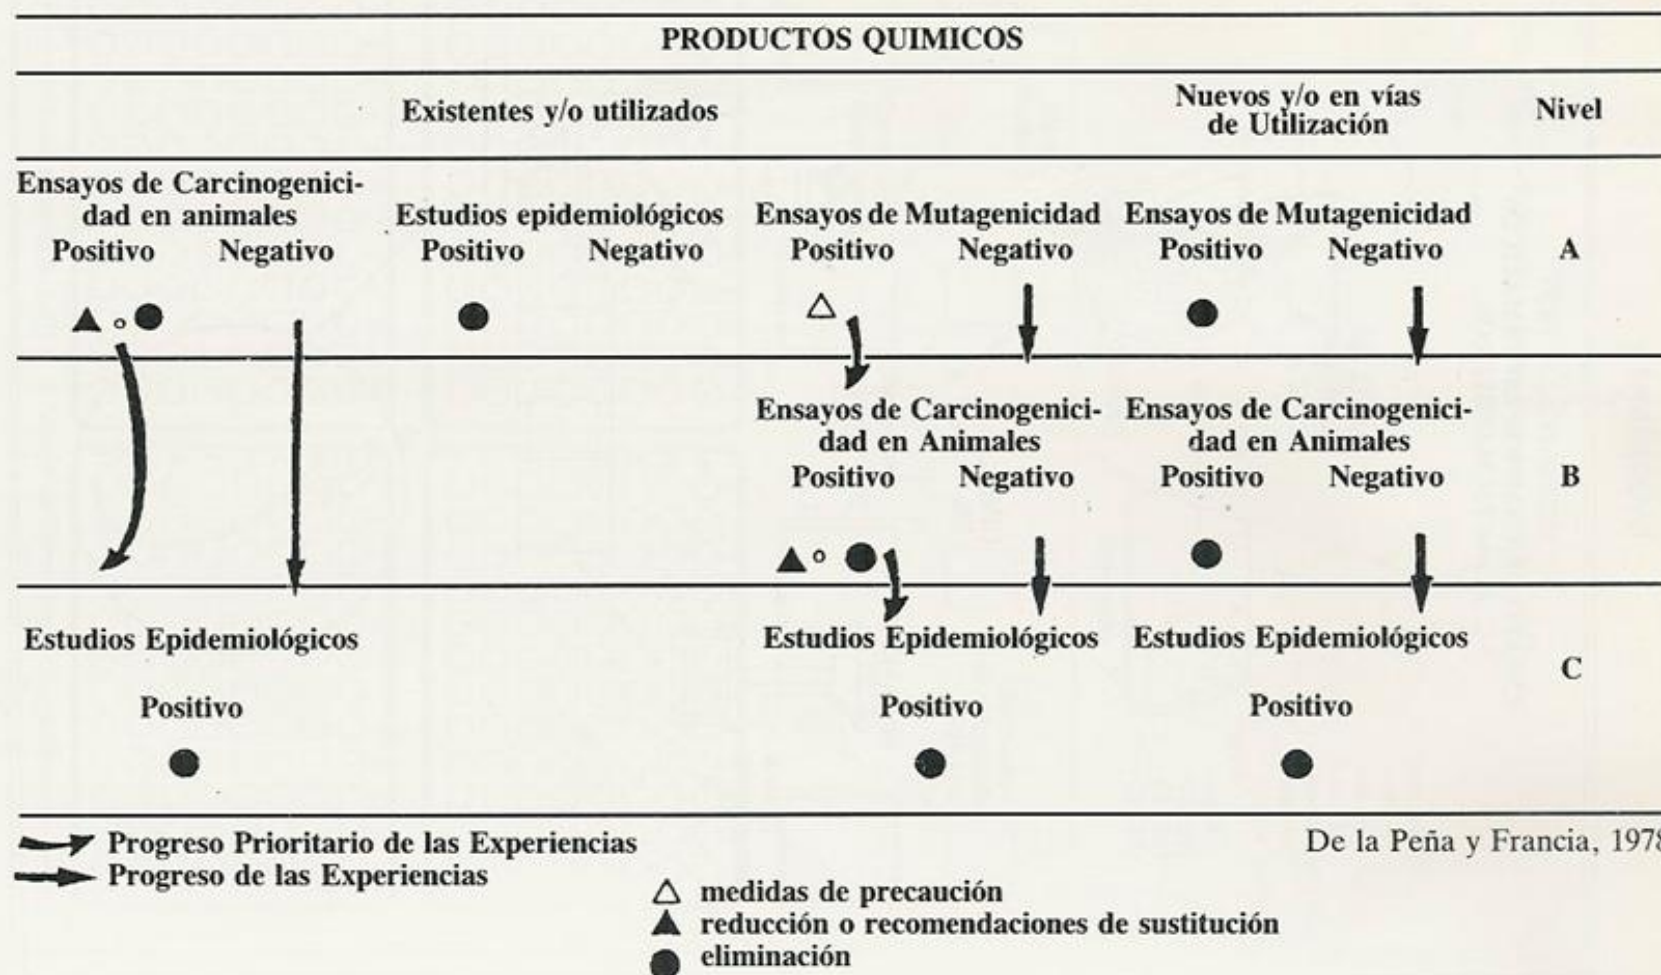 PRODUCTOS QUIMICOS
Existentes y/o utilizados
Nuevos y/o en vías
de Utilización
Nivel
Ensayos de Carcinogenici-
dad en animales
Positivo Negativo
Estudios epidemiológicos
Positivo Negativo
Ensayos de Mutagenicidad
Positivo Negativo
Ensayos de Mutagenicidad
Positivo Negativo
A
o
Ensayos de Carcinogenici-
dad en Animales
Positivo Negativo
Ensayos de Carcinogenici-
dad en Animales
Positivo Negativo
B
o
Estudios Epidemiológicos
Positivo
Estudios Epidemiológicos
Positivo
Estudios Epidemiológicos
Positivo
C
Progreso Prioritario de las Experiencias
Progreso de las Experiencias
De la Peña y Francia, 1978
medidas de precaución
reducción o recomendaciones de sustitución
eliminación